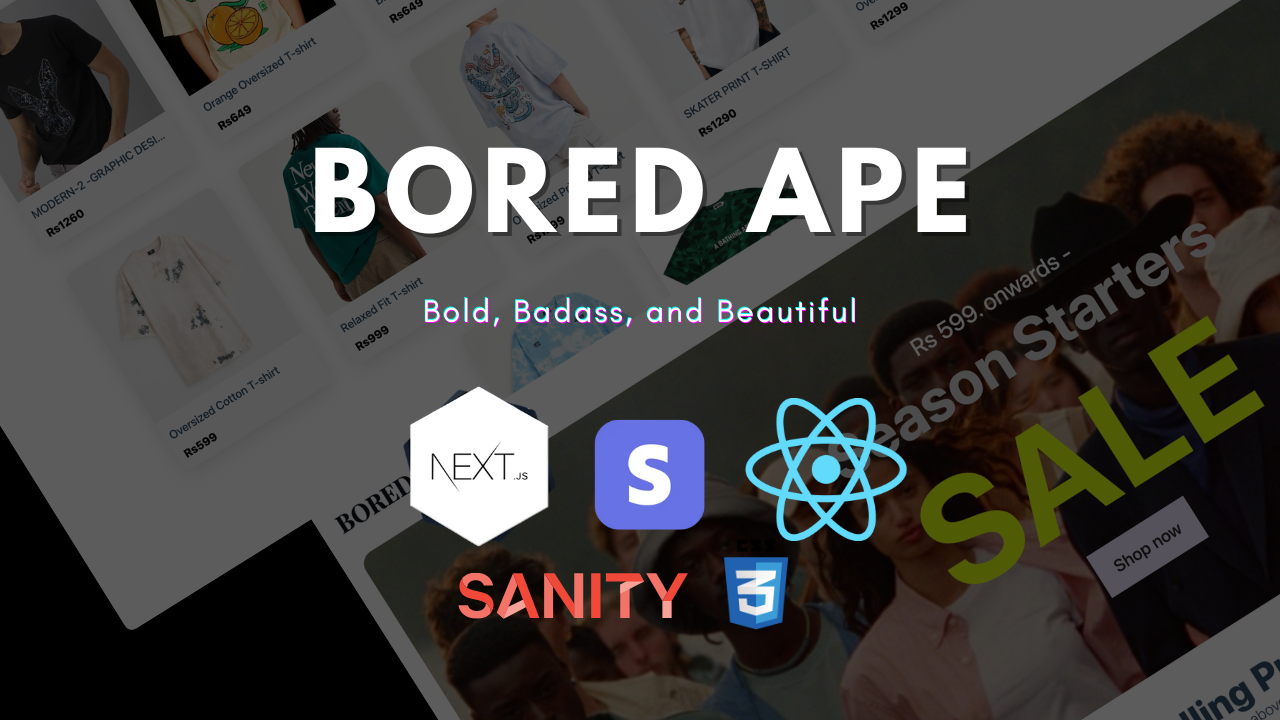 Rs649
Rs1299
Orange Oversized T-shirt
Rs649
SKATER PRINT T-SHIRT
Rs1290
MODERN-2 -GRAPHIC DESI...
Rs1260
BORED APE
Bold, Badass, and Beautiful
Relaxed Fit T-shirt
Rs999
Oversized Cotton T-shirt
Rs599
Rs 599. onwards -
Season Starters
SALE
Shop now
NEXT.JS
S
BORED
SANITY
3